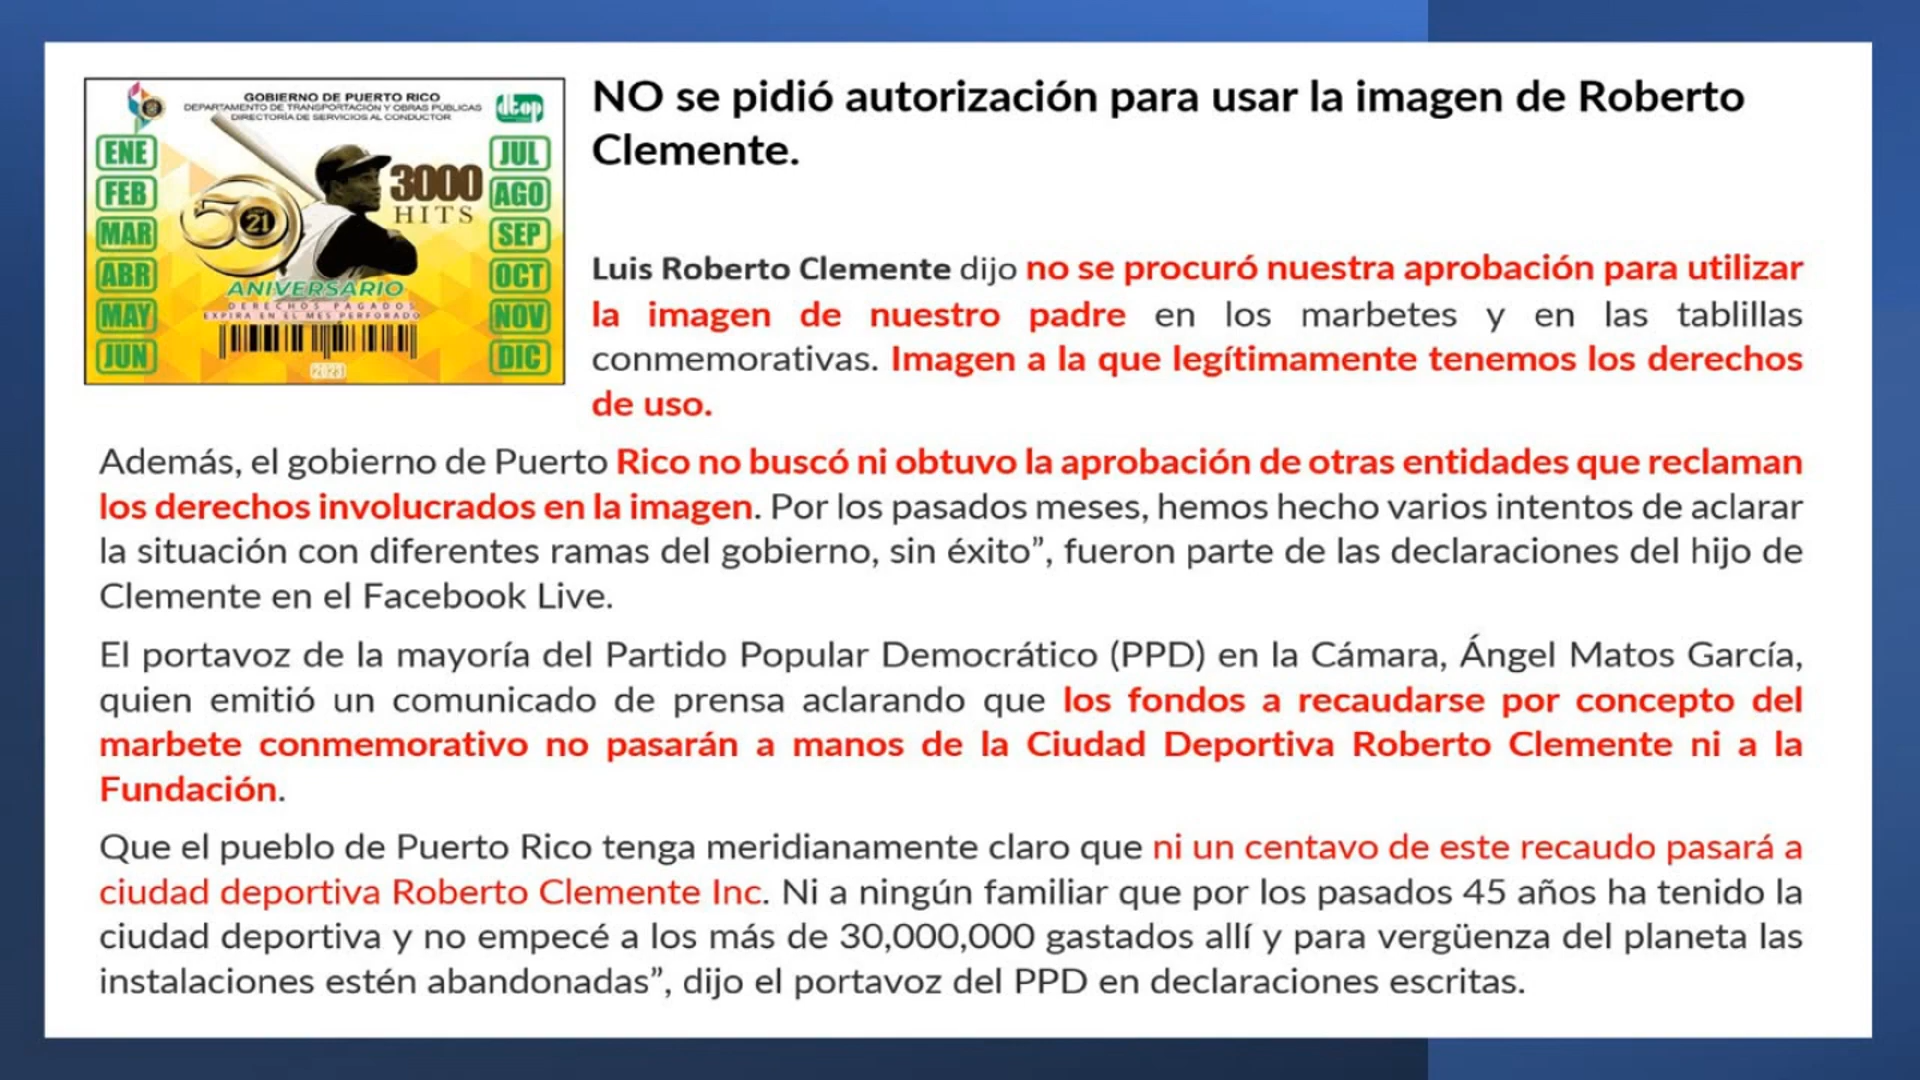 GOBIERNO DE PUERTO RICO
DEPARTAMENTO DE TRANSPORTACIÓN Y OBRAS PÚBLICAS
DIRECTORÍA DE SERVICIOS AL CONDUCTOR
dtop
ENE
FEB
MAR
ABR
MAY
JUN
50
21
3000
HITS
ANIVERSARIO
DERECHOS PAGADOS
EXPIRA EN EL MES PERFORADO
2023
JUL
AGO
SEP
OCT
NOV
DIC
NO se pidió autorización para usar la imagen de Roberto
Clemente.
Luis Roberto Clemente dijo no se procuró nuestra aprobación para utilizar
la imagen de nuestro padre en los marbetes y en las tablillas
conmemorativas. Imagen a la que legítimamente tenemos los derechos
de uso.
Además, el gobierno de Puerto Rico no buscó ni obtuvo la aprobación de otras entidades que reclaman
los derechos involucrados en la imagen. Por los pasados meses, hemos hecho varios intentos de aclarar
la situación con diferentes ramas del gobierno, sin éxito”, fueron parte de las declaraciones del hijo de
Clemente en el Facebook Live.
El portavoz de la mayoría del Partido Popular Democrático (PPD) en la Cámara, Ángel Matos García,
quien emitió un comunicado de prensa aclarando que los fondos a recaudarse por concepto del
marbete conmemorativo no pasarán a manos de la Ciudad Deportiva Roberto Clemente ni a la
Fundación.
Que el pueblo de Puerto Rico tenga meridianamente claro que ni un centavo de este recaudo pasará a
ciudad deportiva Roberto Clemente Inc. Ni a ningún familiar que por los pasados 45 años ha tenido la
ciudad deportiva y no empecé a los más de 30,000,000 gastados allí y para vergüenza del planeta las
instalaciones estén abandonadas”, dijo el portavoz del PPD en declaraciones escritas.